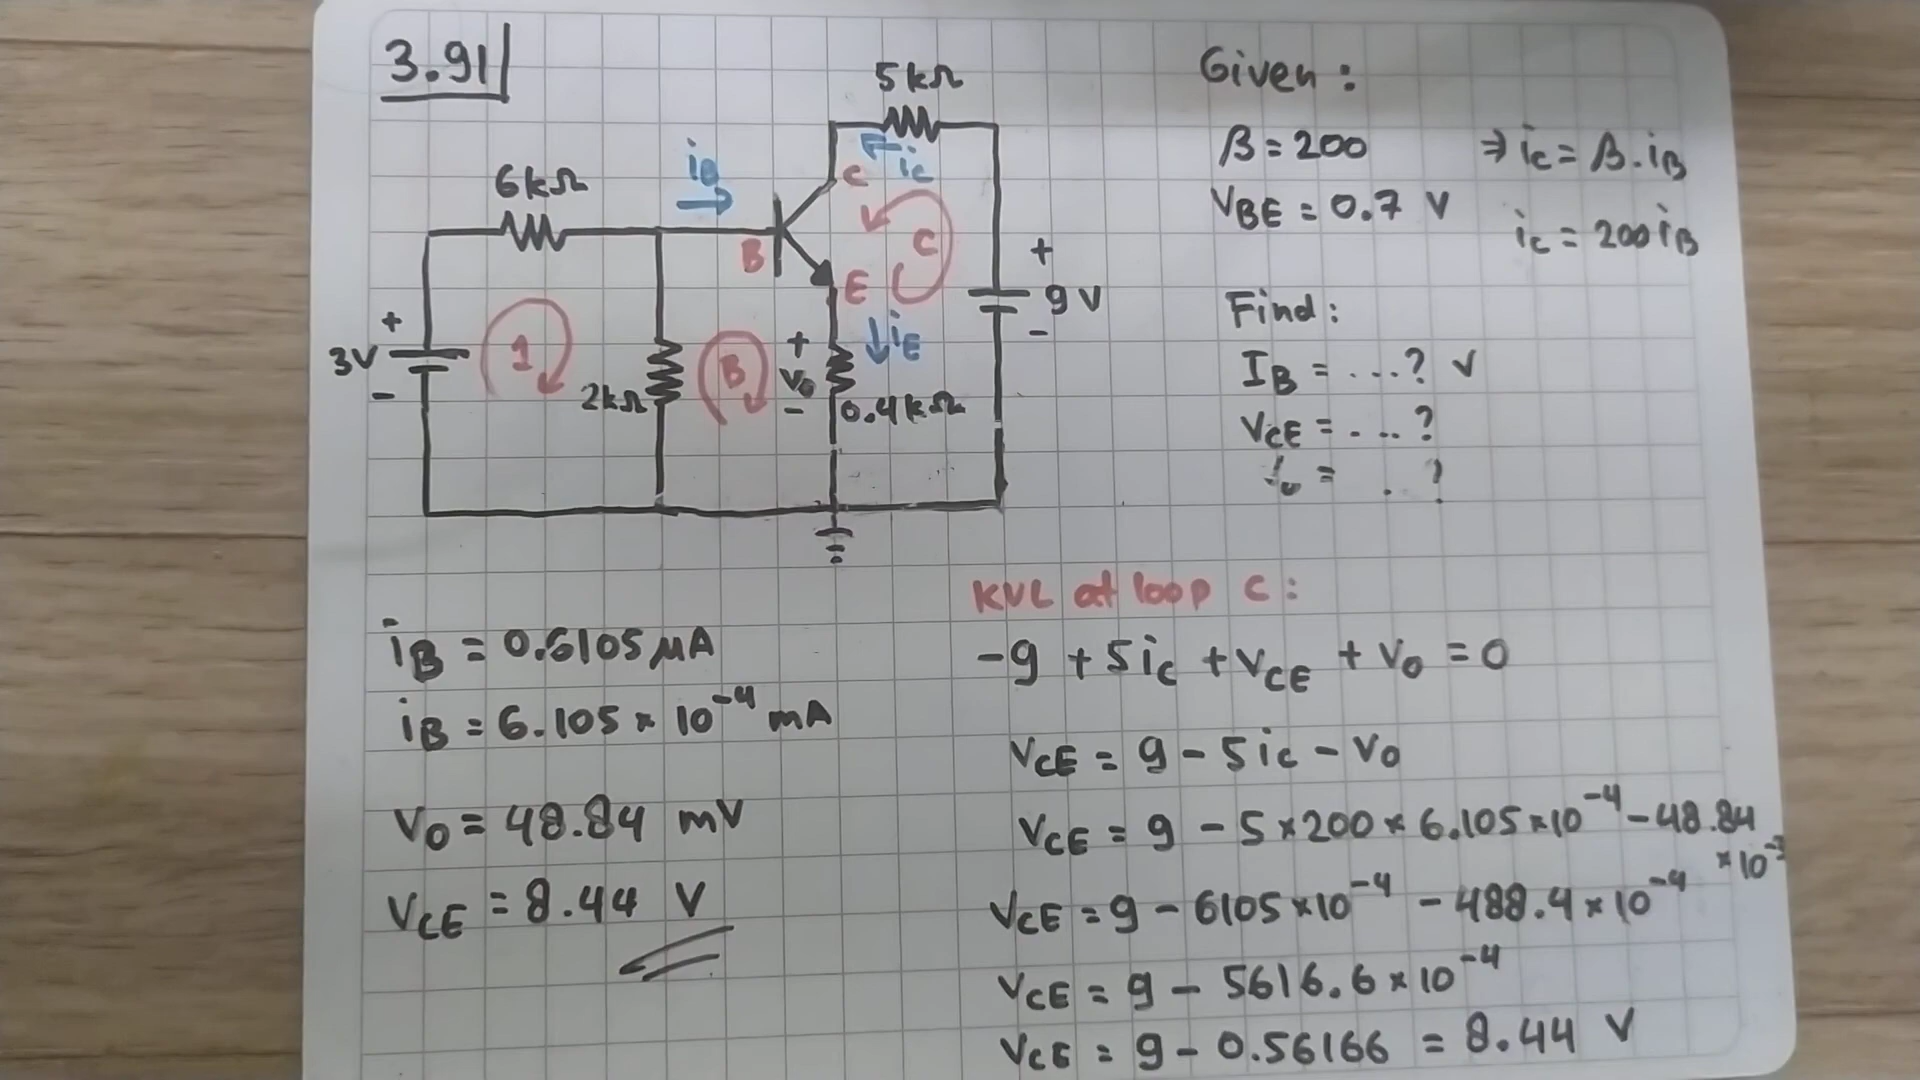 3.91
5kΩ
iB
iC
C
6kΩ
B
C
E
iE
+
9V
-
+
3V
-
1
2kΩ
B
+
Vo
-
0.4kΩ
Given :
β = 200 ⇒ iC = β.iB
VBE = 0.7 V iC = 200iB
Find :
IB = ...? √
VCE = ...?
= . ?
iB = 0.6105 μA
iB = 6.105 × 10⁻⁴ mA
Vo = 48.84 mV
VCE = 8.44 V
KVL at loop C :
-9 + 5iC + VCE + Vo = 0
VCE = 9 - 5iC - Vo
VCE = 9 - 5×200×6.105×10⁻⁴ - 48.84
×10⁻³
VCE = 9 - 6105×10⁻⁴ - 488.4×10⁻⁴
VCE = 9 - 5616.6×10⁻⁴
VCE = 9 - 0.56166 = 8.44 V